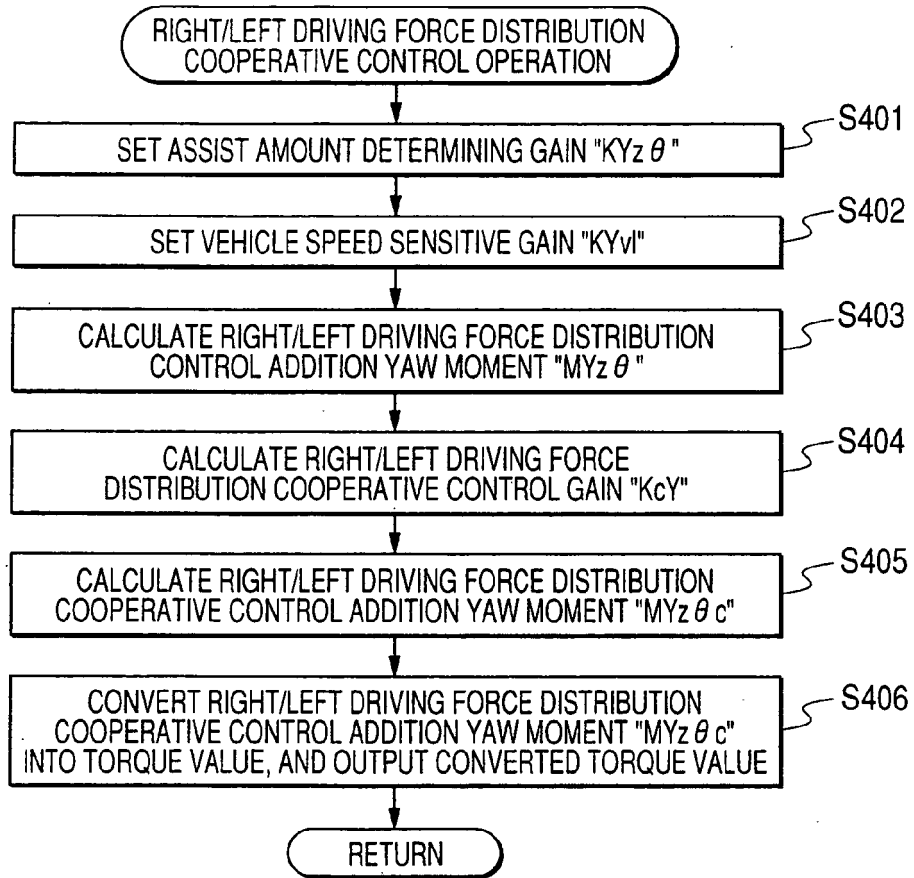 RIGHT/LEFT DRIVING FORCE DISTRIBUTION
COOPERATIVE CONTROL OPERATION
S401
SET ASSIST AMOUNT DETERMINING GAIN "KYz θ"
S402
SET VEHICLE SPEED SENSITIVE GAIN "KYvl"
S403
CALCULATE RIGHT/LEFT DRIVING FORCE DISTRIBUTION
CONTROL ADDITION YAW MOMENT "MYz θ"
S404
CALCULATE RIGHT/LEFT DRIVING FORCE
DISTRIBUTION COOPERATIVE CONTROL GAIN "KcY"
S405
CALCULATE RIGHT/LEFT DRIVING FORCE DISTRIBUTION
COOPERATIVE CONTROL ADDITION YAW MOMENT "MYz θ c"
S406
CONVERT RIGHT/LEFT DRIVING FORCE DISTRIBUTION
COOPERATIVE CONTROL ADDITION YAW MOMENT "MYz θ c"
INTO TORQUE VALUE, AND OUTPUT CONVERTED TORQUE VALUE
RETURN